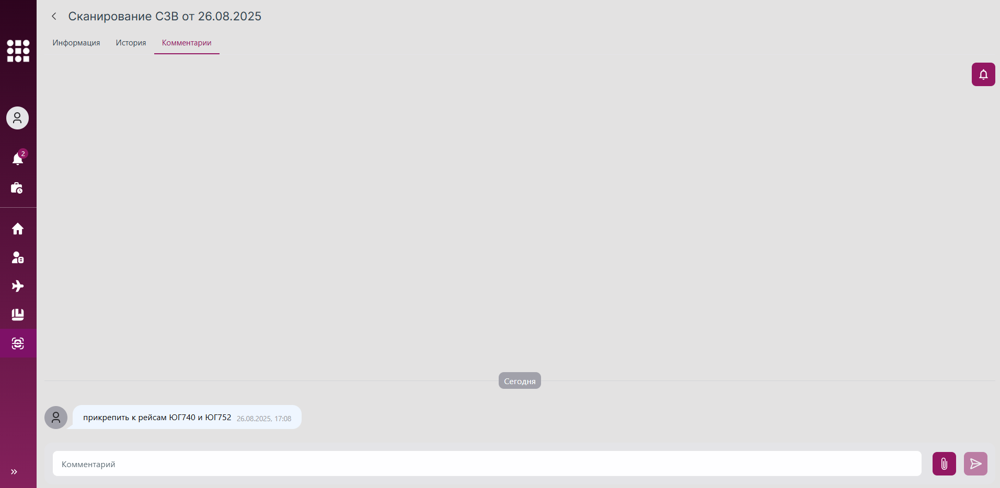 Сканирование СЗВ от 26.08.2025
Информация История Комментарии
2
Сегодня
прикрепить к рейсам ЮГ740 и ЮГ752 26.08.2025, 17:08
Комментарий